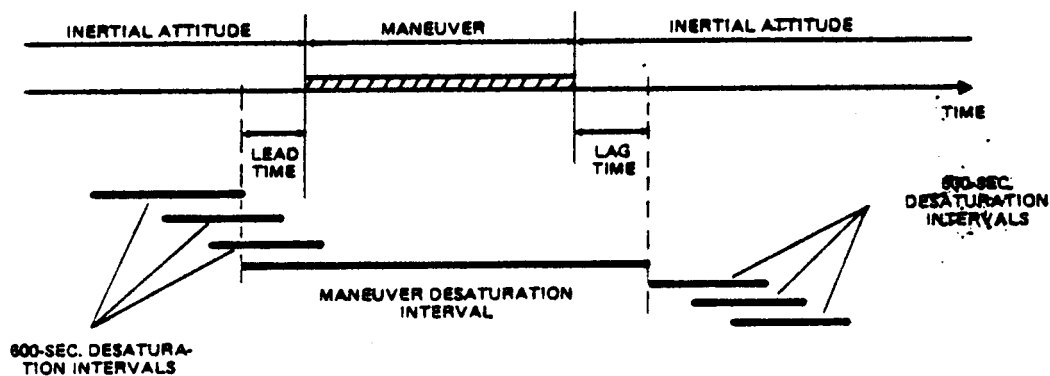 INERTIAL ATTITUDE
MANEUVER
INERTIAL ATTITUDE
TIME
LEAD
TIME
LAG
TIME
600-SEC.
DESATURATION
INTERVALS
MANEUVER DESATURATION
INTERVAL
600-SEC. DESATURA-
TION INTERVALS